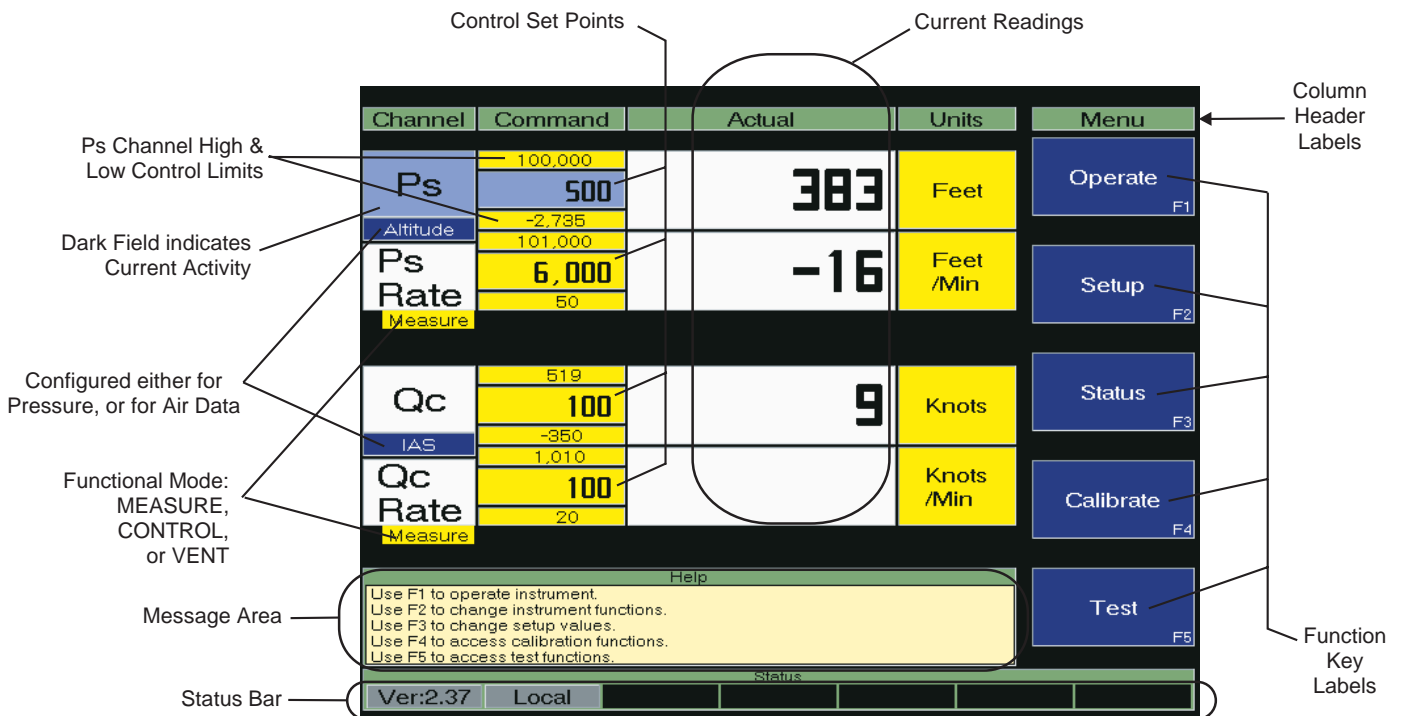 Control Set Points
Current Readings
Column
Header
Labels
Ps Channel High &
Low Control Limits
Dark Field indicates
Current Activity
Configured either for
Pressure, or for Air Data
Functional Mode:
MEASURE,
CONTROL,
or VENT
Message Area
Status Bar
Channel Command Actual Units Menu
Ps
Altitude
100,000
500
-2,735
383
Feet
Ps
Rate
Measure
101,000
6,000
50
-16
Feet
/Min
Qc
IAS
519
100
-350
9
Knots
Qc
Rate
Measure
1,010
100
20
Knots
/Min
Operate
F1
Setup
F2
Status
F3
Calibrate
F4
Test
F5
Help
Use F1 to operate instrument.
Use F2 to change instrument functions.
Use F3 to change setup values.
Use F4 to access calibration functions.
Use F5 to access test functions.
Status
Ver:2.37 Local
Function
Key
Labels